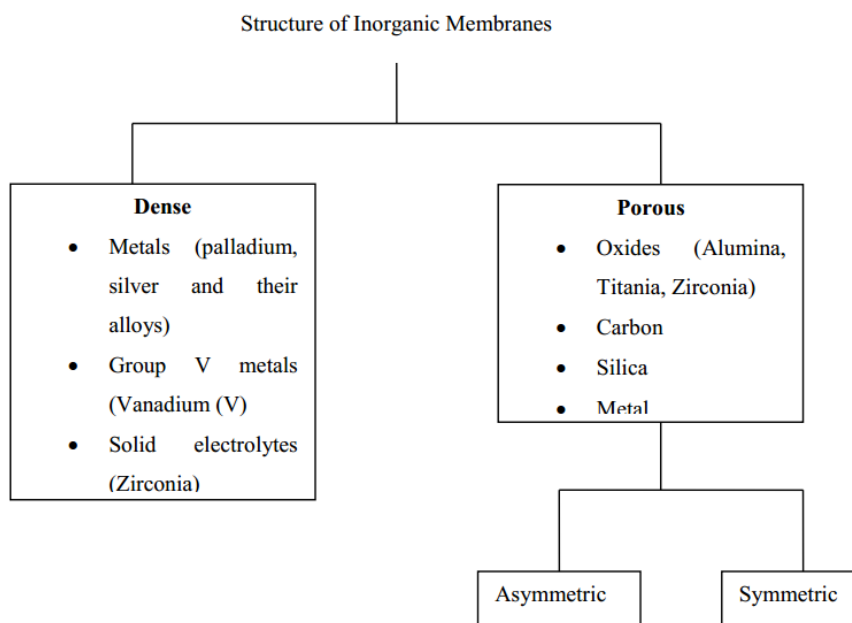 Structure of Inorganic Membranes
Dense
• Metals (palladium,
silver and their
alloys)
• Group V metals
(Vanadium (V)
• Solid electrolytes
(Zirconia)
Porous
• Oxides (Alumina,
Titania, Zirconia)
• Carbon
• Silica
• Metal
Asymmetric
Symmetric